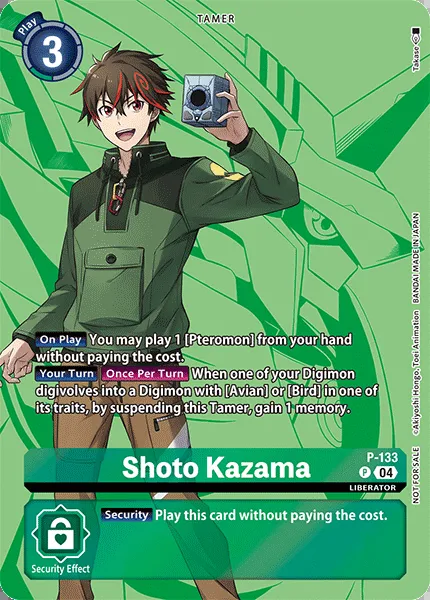 TAMER
Play
3
Takase
On Play You may play 1 [Pteromon] from your hand
without paying the cost.
Your Turn Once Per Turn When one of your Digimon
digivolves into a Digimon with [Avian] or [Bird] in one of
its traits, by suspending this Tamer, gain 1 memory.
Shoto Kazama
P-133
P 04
LIBERATOR
Security Play this card without paying the cost.
Security Effect
NOT FOR SALE ©Akiyoshi Hongo, Toei Animation BANDAI MADE IN JAPAN